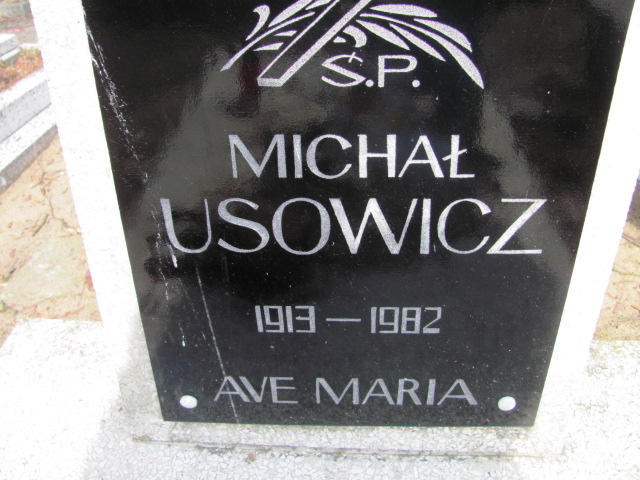 Ś.P.
MICHAŁ
USOWICZ
1913 — 1982
AVE MARIA